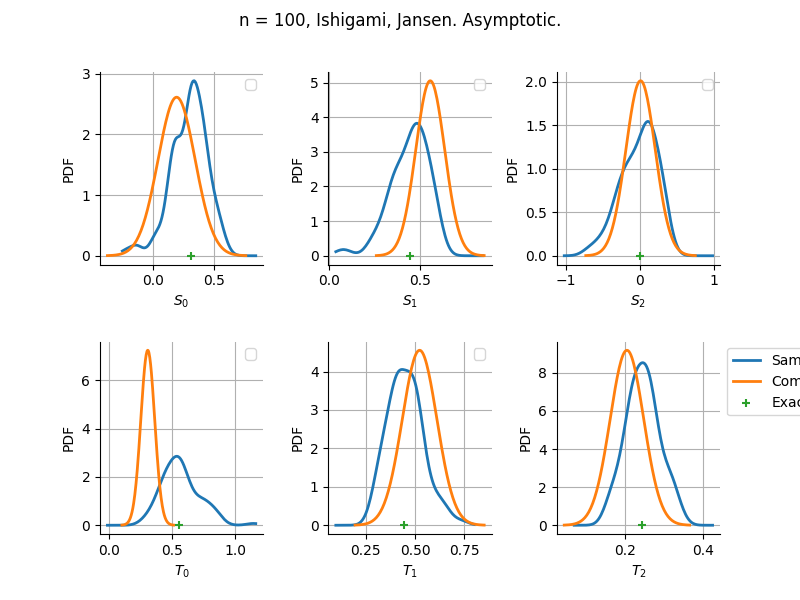 n = 100, Ishigami, Jansen. Asymptotic.
PDF
3
2
1
0
0.0 0.5
S₀
PDF
5
4
3
2
1
0
0.0 0.5
S₁
PDF
2.0
1.5
1.0
0.5
0.0
−1 0 1
S₂
PDF
6
4
2
0
0.0 0.5 1.0
T₀
PDF
4
3
2
1
0
0.25 0.50 0.75
T₁
PDF
8
6
4
2
0
0.2 0.4
T₂
Sam
Com
Exac